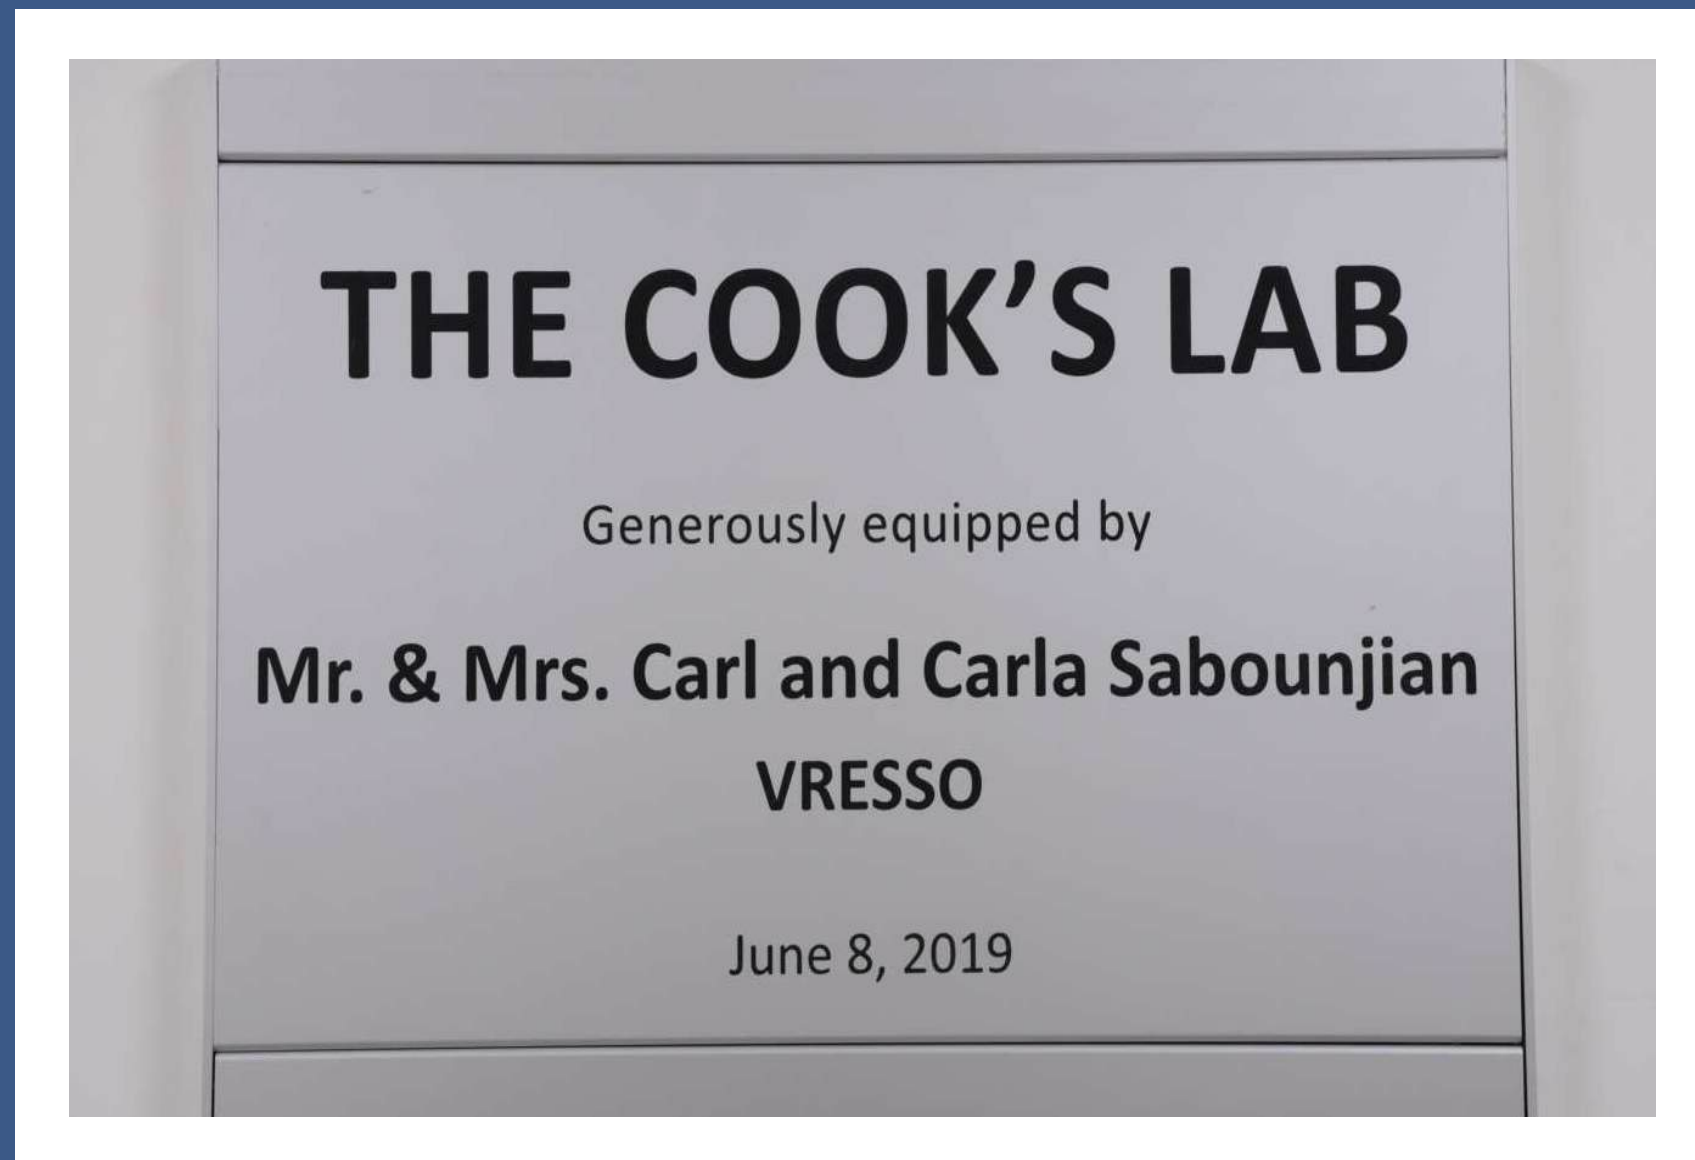 THE COOK’S LAB
Generously equipped by
Mr. & Mrs. Carl and Carla Sabounjian
VRESSO
June 8, 2019